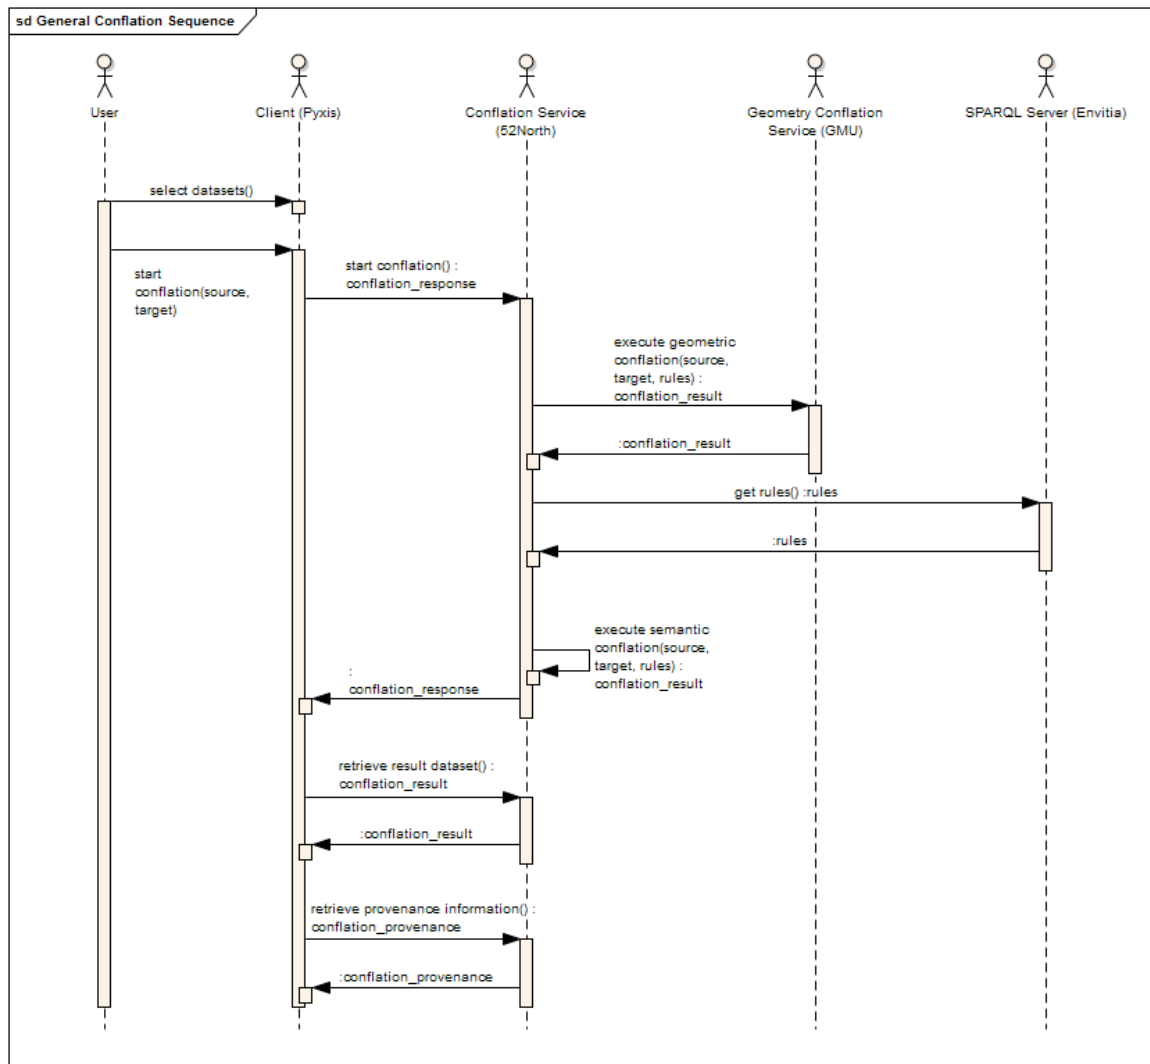 sd General Conflation Sequence
User
Client (Pyxis)
Conflation Service
(52North)
Geometry Conflation
Service (GMU)
SPARQL Server (Envitia)
select datasets()
start
conflation(source,
target)
start conflation() :
conflation_response
execute geometric
conflation(source,
target, rules) :
conflation_result
:conflation_result
get rules() :rules
:rules
execute semantic
conflation(source,
target, rules) :
conflation_result
:
conflation_response
retrieve result dataset() :
conflation_result
:conflation_result
retrieve provenance information() :
conflation_provenance
:conflation_provenance